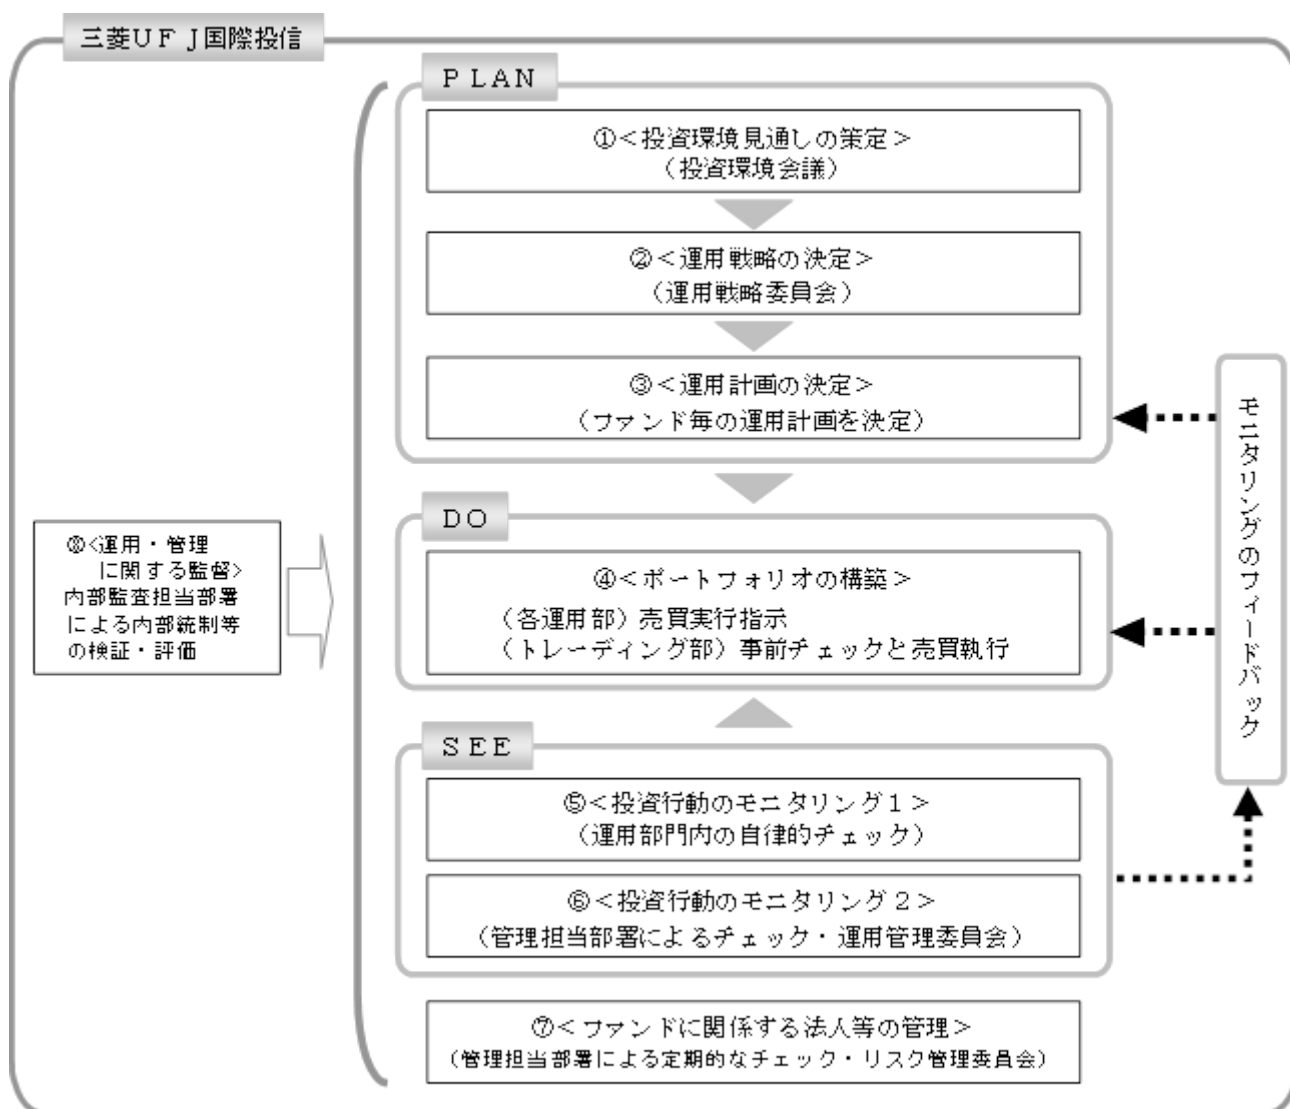 三菱UFJ国際投信
PLAN
①<投資環境見通しの策定>
(投資環境会議)
②<運用戦略の決定>
(運用戦略委員会)
③<運用計画の決定>
(ファンド毎の運用計画を決定)
DO
④<ポートフォリオの構築>
(各運用部)売買実行指示
(トレーディング部)事前チェックと売買執行
SEE
⑤<投資行動のモニタリング1>
(運用部門内の自律的チェック)
⑥<投資行動のモニタリング2>
(管理担当部署によるチェック・運用管理委員会)
⑦<ファンドに関係する法人等の管理>
(管理担当部署による定期的なチェック・リスク管理委員会)
⑧<運用・管理
に関する監督>
内部監査担当部署
による内部統制等
の検証・評価
モニタリングのフィードバック